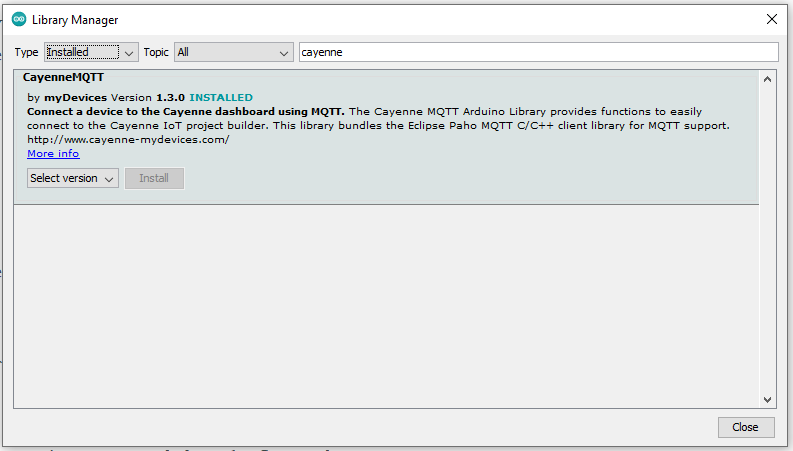 Library Manager
Type Installed Topic All cayenne
CayenneMQTT
by myDevices Version 1.3.0 INSTALLED
Connect a device to the Cayenne dashboard using MQTT. The Cayenne MQTT Arduino Library provides functions to easily
connect to the Cayenne IoT project builder. This library bundles the Eclipse Paho MQTT C/C++ client library for MQTT support.
http://www.cayenne-mydevices.com/
More info
Select version Install
Close